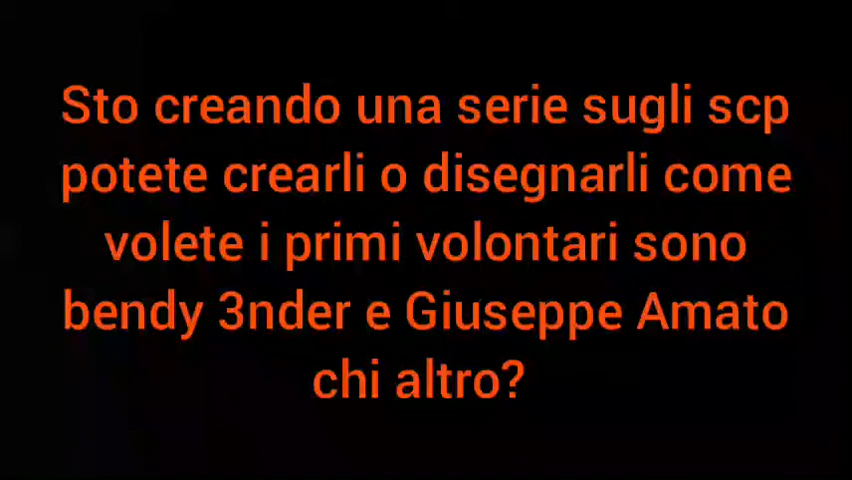 Sto creando una serie sugli scp
potete crearli o disegnarli come
volete i primi volontari sono
bendy 3nder e Giuseppe Amato
chi altro?